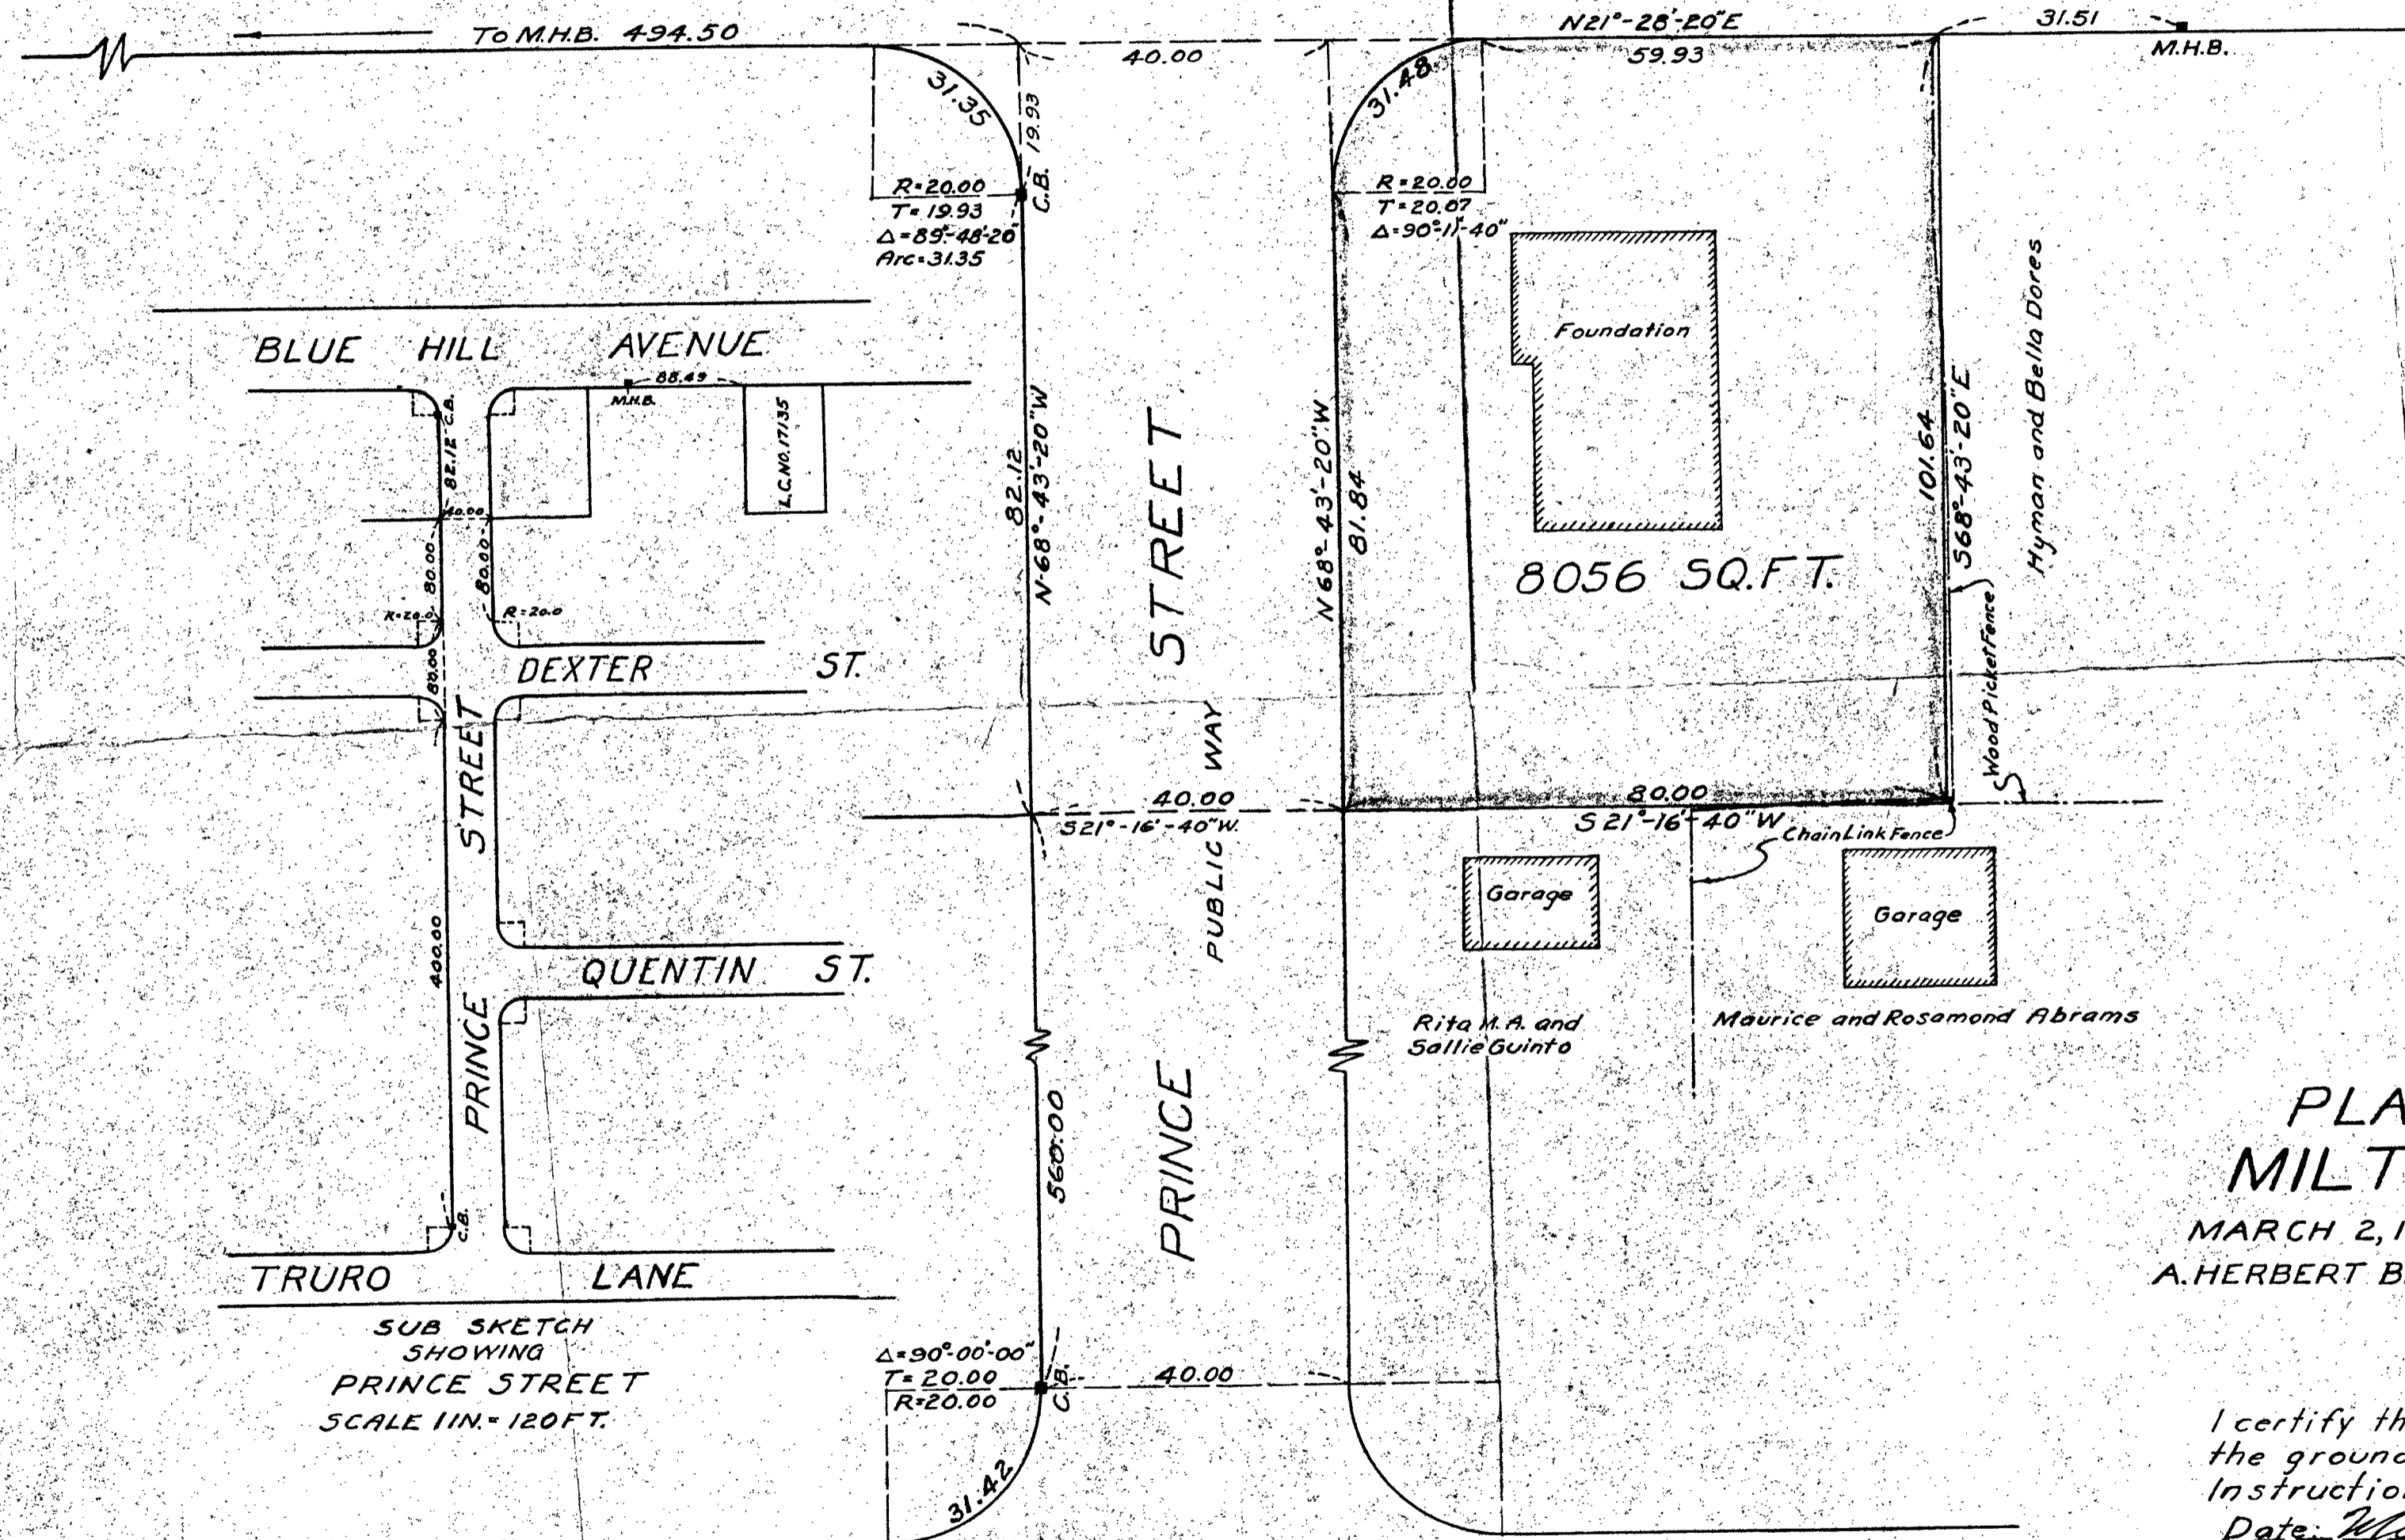 To M.H.B. 494.50
40.00
N21°-28'-20"E
59.93
31.51
M.H.B.
31.35
19.93
C.B.
31.48
R=20.00
T=19.93
Δ=89°-48'-20"
Arc=31.35
R=20.00
T=20.07
Δ=90°-11'-40"
BLUE HILL AVENUE
88.49
M.H.B.
L.C.NO.17135
C.B.
82.12
40.00
80.00
80.00
R=20.0
R=20.0
80.00
DEXTER ST.
PRINCE STREET
400.00
QUENTIN ST.
C.B.
TRURO LANE
SUB SKETCH
SHOWING
PRINCE STREET
SCALE 1IN.=120FT.
82.12
N68°-43'-20"W
PRINCE STREET
PUBLIC WAY
N68°-43'-20"W
81.84
Foundation
8056 SQ.FT.
101.64
S68°-43'-20"E
Hyman and Bella Dores
Wood Picket Fence
40.00
S21°-16'-40"W.
80.00
S21°-16'-40"W
Chain Link Fence
Garage
Garage
Rita M.A. and
Sallie Guinto
Maurice and Rosamond Abrams
560.00
Δ=90°-00'-00"
T=20.00
R=20.00
C.B.
40.00
31.42
PLA
MILT
MARCH 2, 1
A. HERBERT B
I certify th
the ground
Instruction
Date: